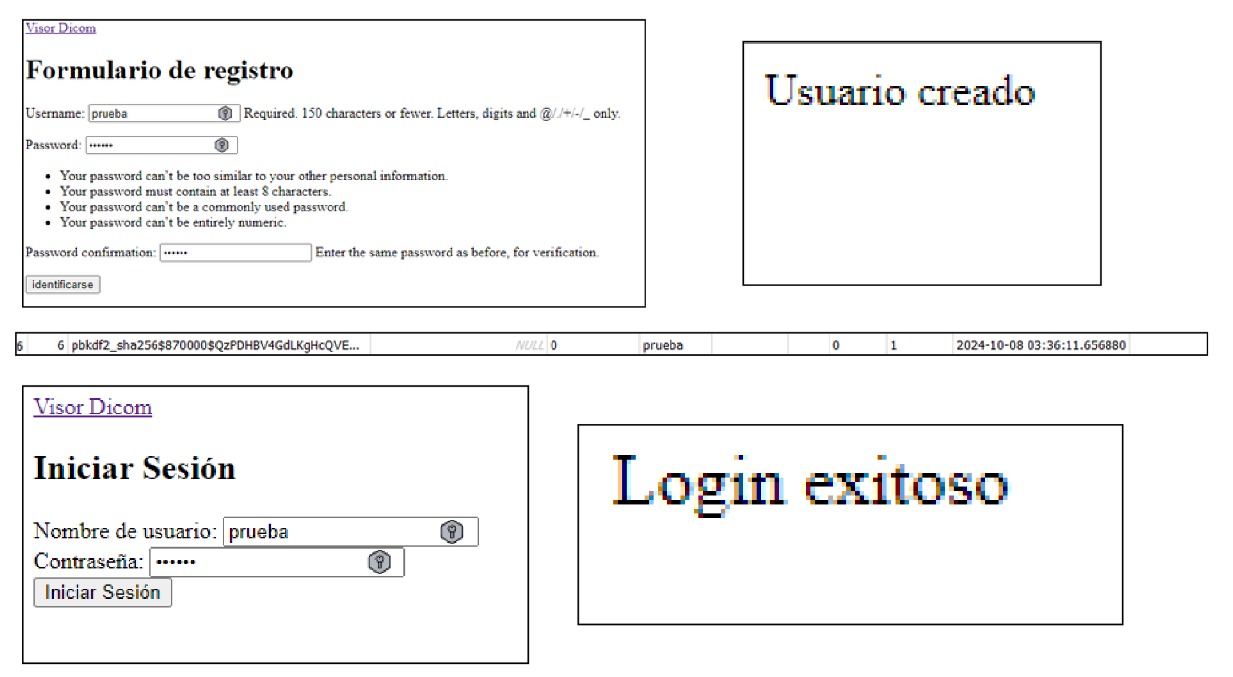 Visor Dicom
Formulario de registro
Username: prueba Required. 150 characters or fewer. Letters, digits and @/./+/-/_ only.
Password: ••••••
• Your password can't be too similar to your other personal information.
• Your password must contain at least 8 characters.
• Your password can't be a commonly used password.
• Your password can't be entirely numeric.
Password confirmation: •••••• Enter the same password as before, for verification.
identificarse
Usuario creado
6 6 pbkdf2_sha256$870000$QzPDHBV4GdLKgHcQVE... NULL 0 prueba 0 1 2024-10-08 03:36:11.656880
Visor Dicom
Iniciar Sesión
Nombre de usuario: prueba
Contraseña: ••••••
Iniciar Sesión
Login exitoso